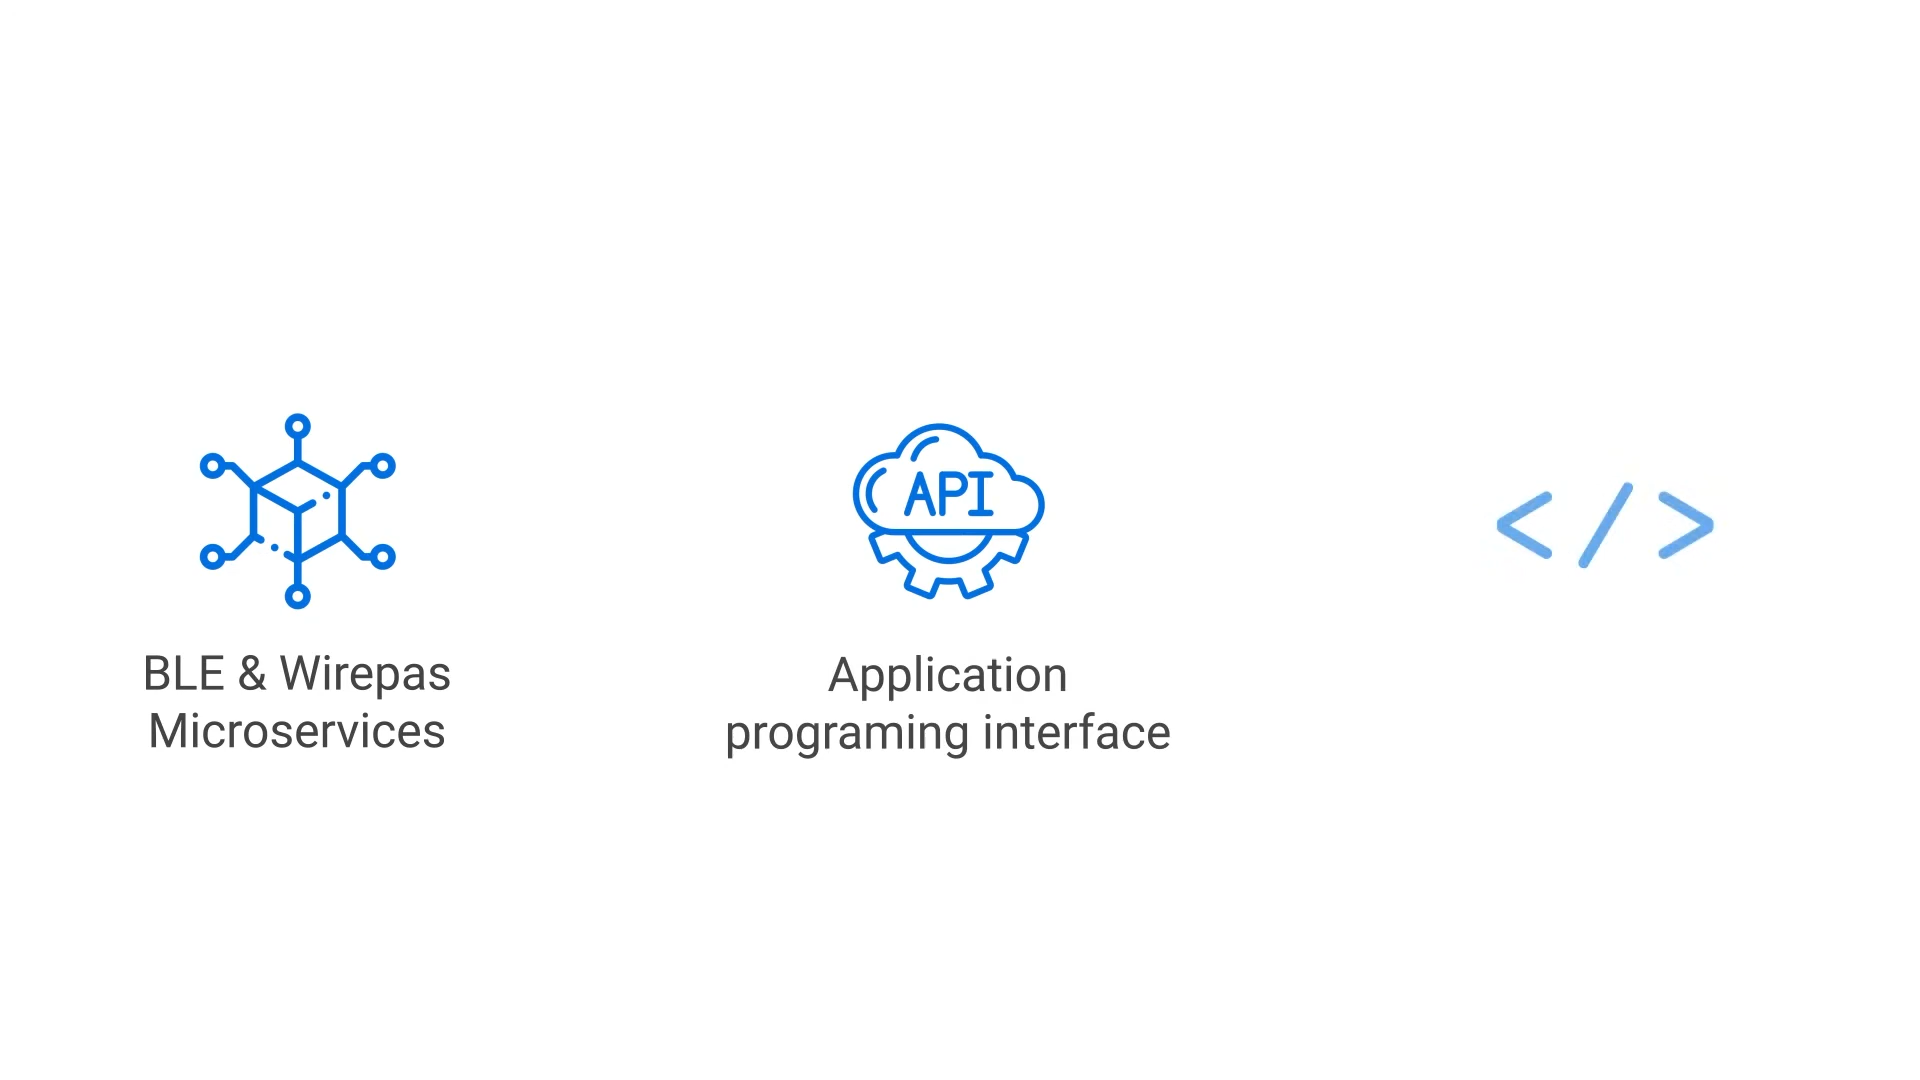 API
</>
BLE & Wirepas
Microservices
Application
programing interface